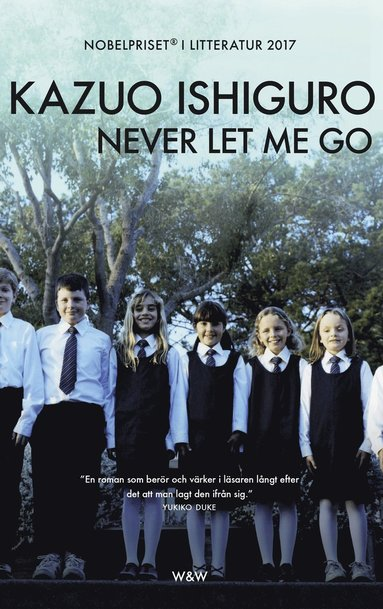 NOBELPRISET® I LITTERATUR 2017
KAZUO ISHIGURO
NEVER LET ME GO
”En roman som berör och värker i läsaren långt efter
det att man lagt den ifrån sig.”
YUKIKO DUKE
W&W